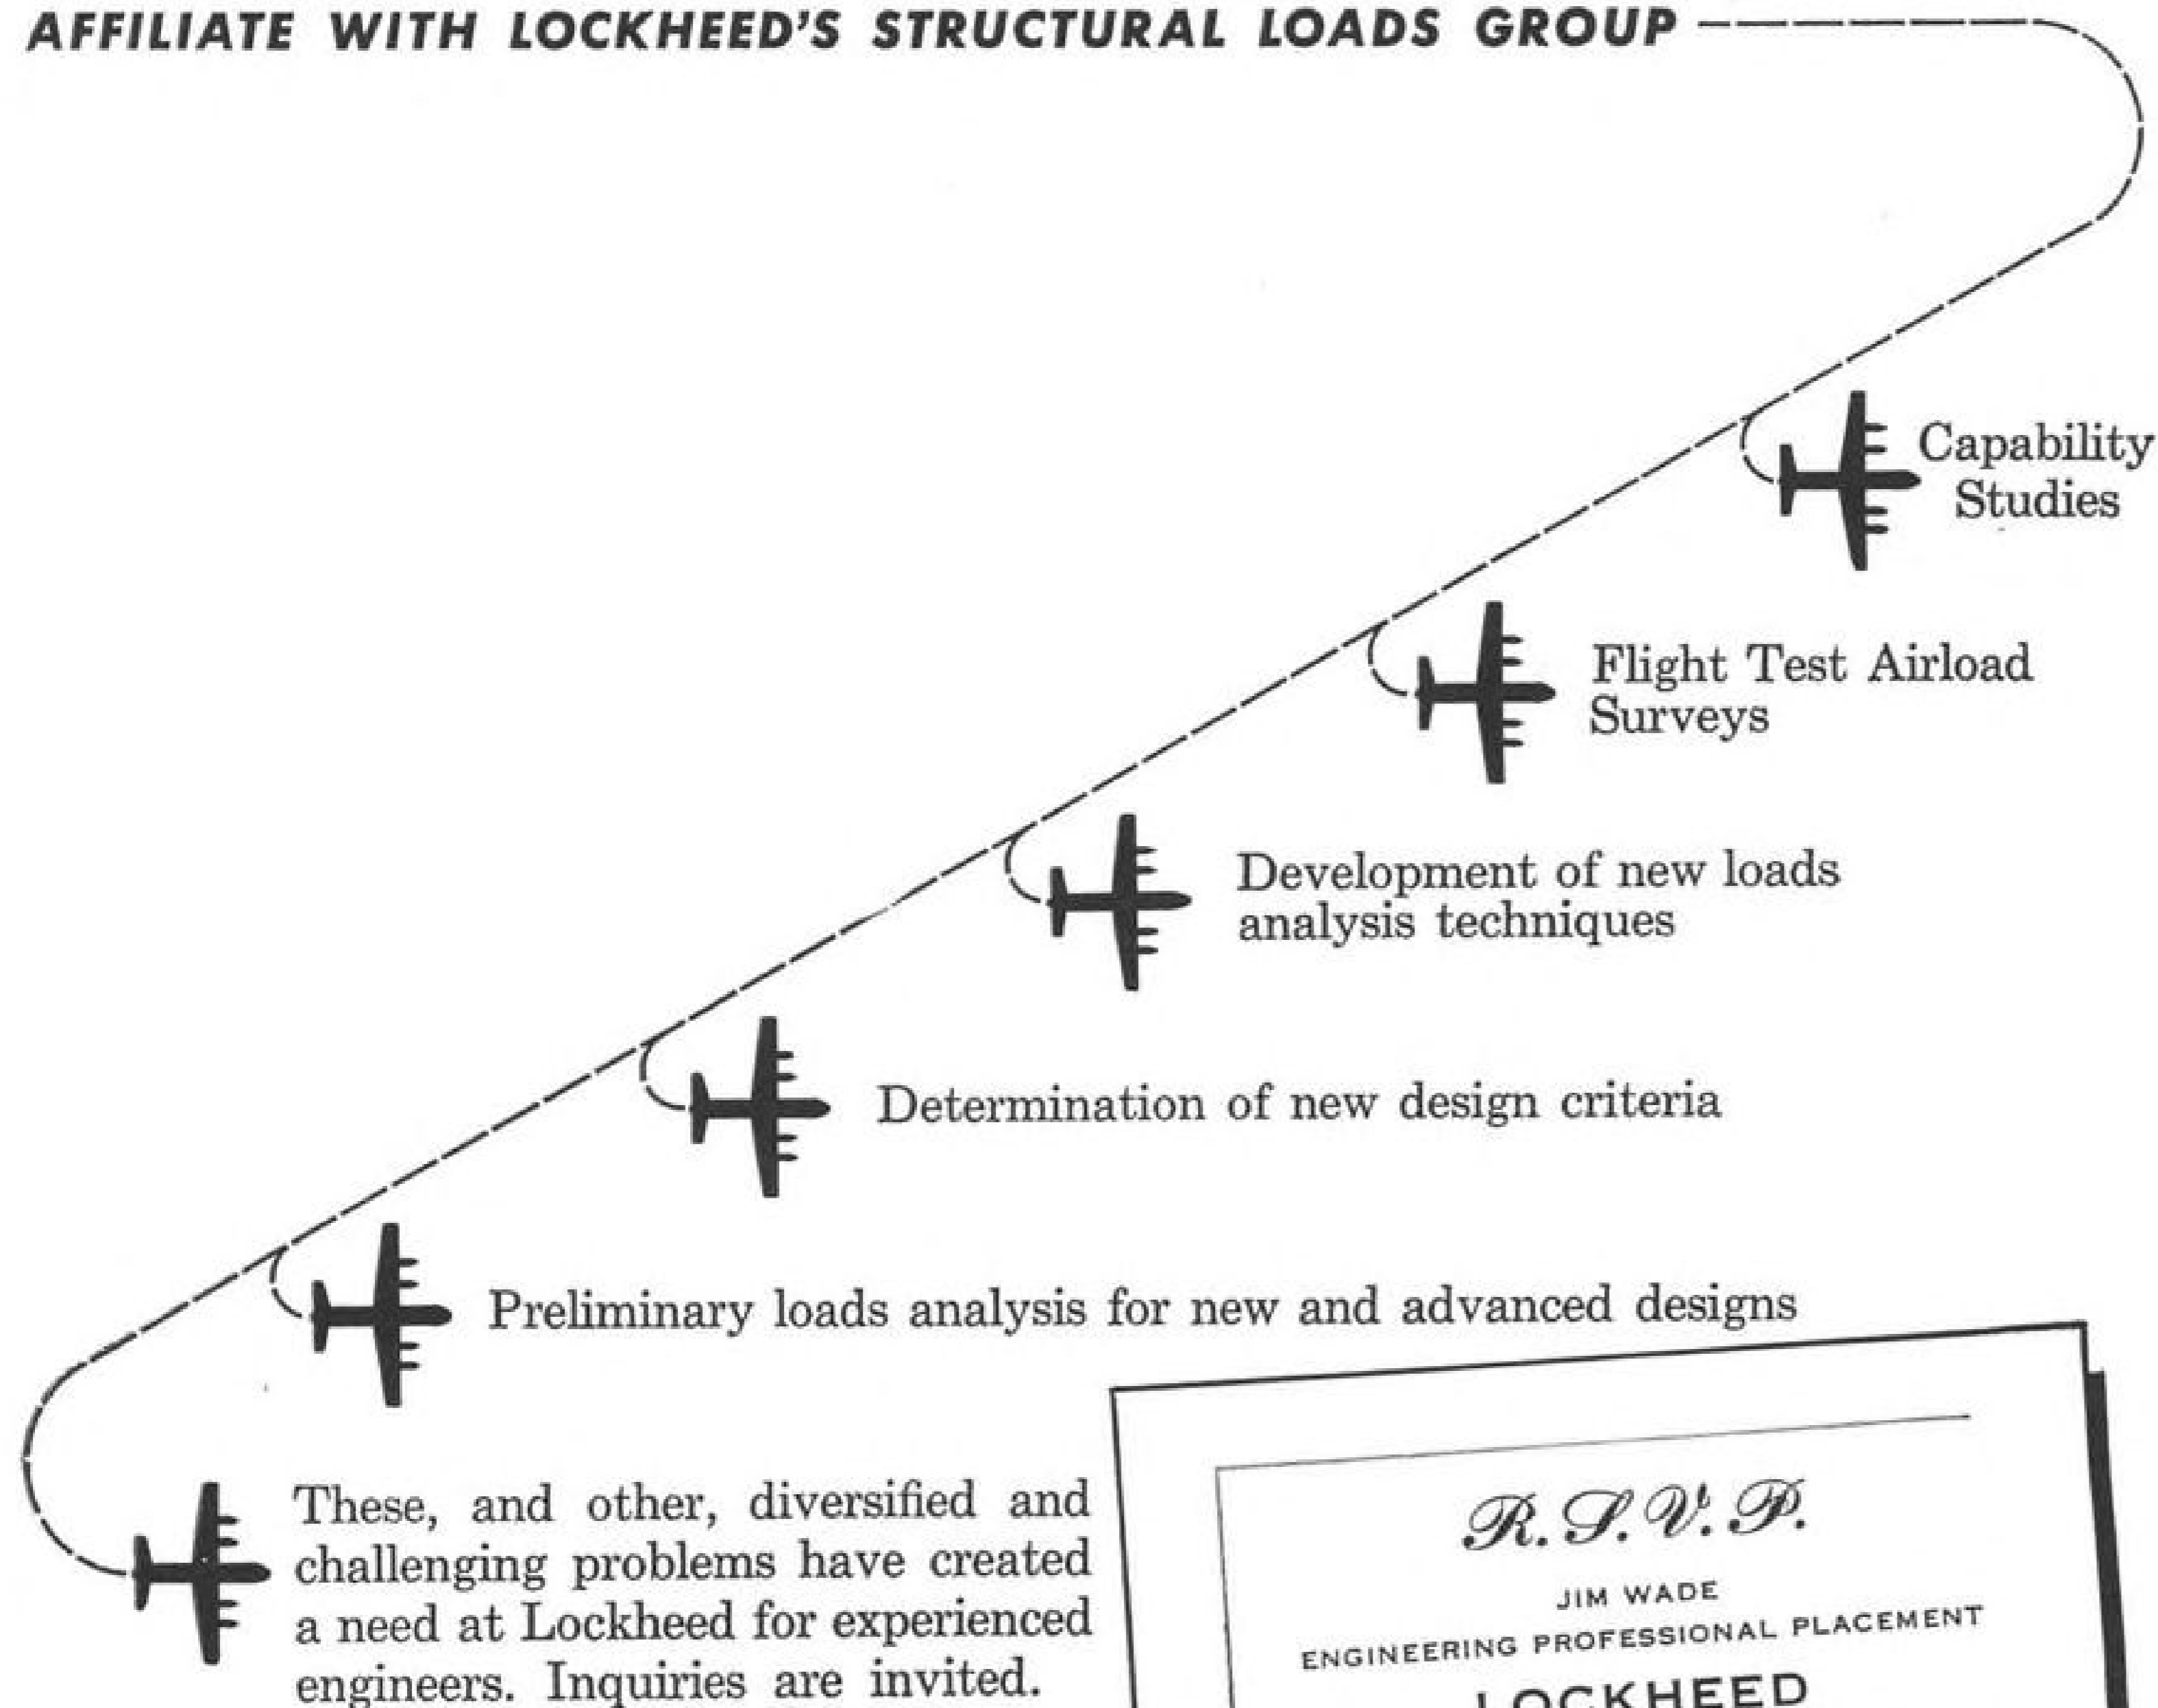 AFFILIATE WITH LOCKHEED'S STRUCTURAL LOADS GROUP
Capability
Studies
Flight Test Airload
Surveys
Development of new loads
analysis techniques
Determination of new design criteria
Preliminary loads analysis for new and advanced designs
These, and other, diversified and
challenging problems have created
a need at Lockheed for experienced
engineers. Inquiries are invited.
R. S. V. P.
JIM WADE
ENGINEERING PROFESSIONAL PLACEMENT
LOCKHEED